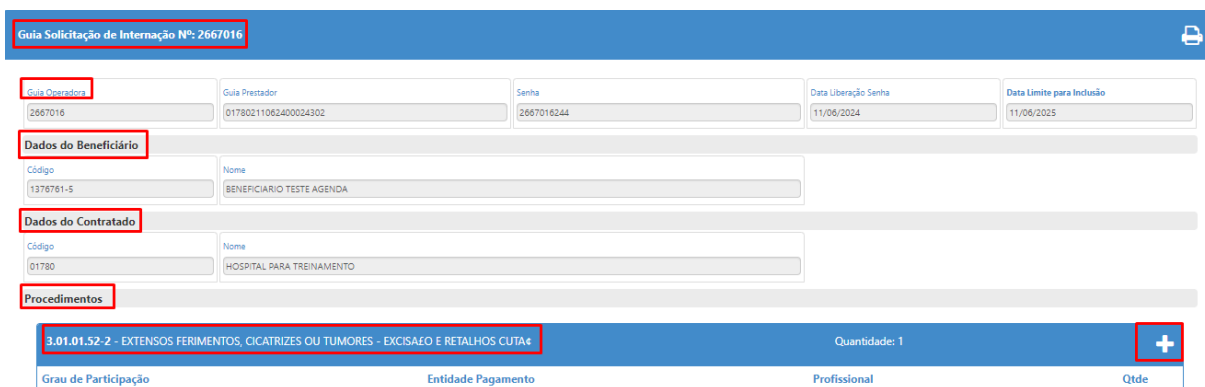 Guia Solicitação de Internação Nº: 2667016
Guia Operadora Guia Prestador Senha Data Liberação Senha Data Limite para Inclusão
2667016 01780211062400024302 2667016244 11/06/2024 11/06/2025
Dados do Beneficiário
Código Nome
1376761-5 BENEFICIARIO TESTE AGENDA
Dados do Contratado
Código Nome
01780 HOSPITAL PARA TREINAMENTO
Procedimentos
3.01.01.52-2 - EXTENSOS FERIMENTOS, CICATRIZES OU TUMORES - EXCISA£O E RETALHOS CUTA¢ Quantidade: 1
Grau de Participação Entidade Pagamento Profissional Qtde